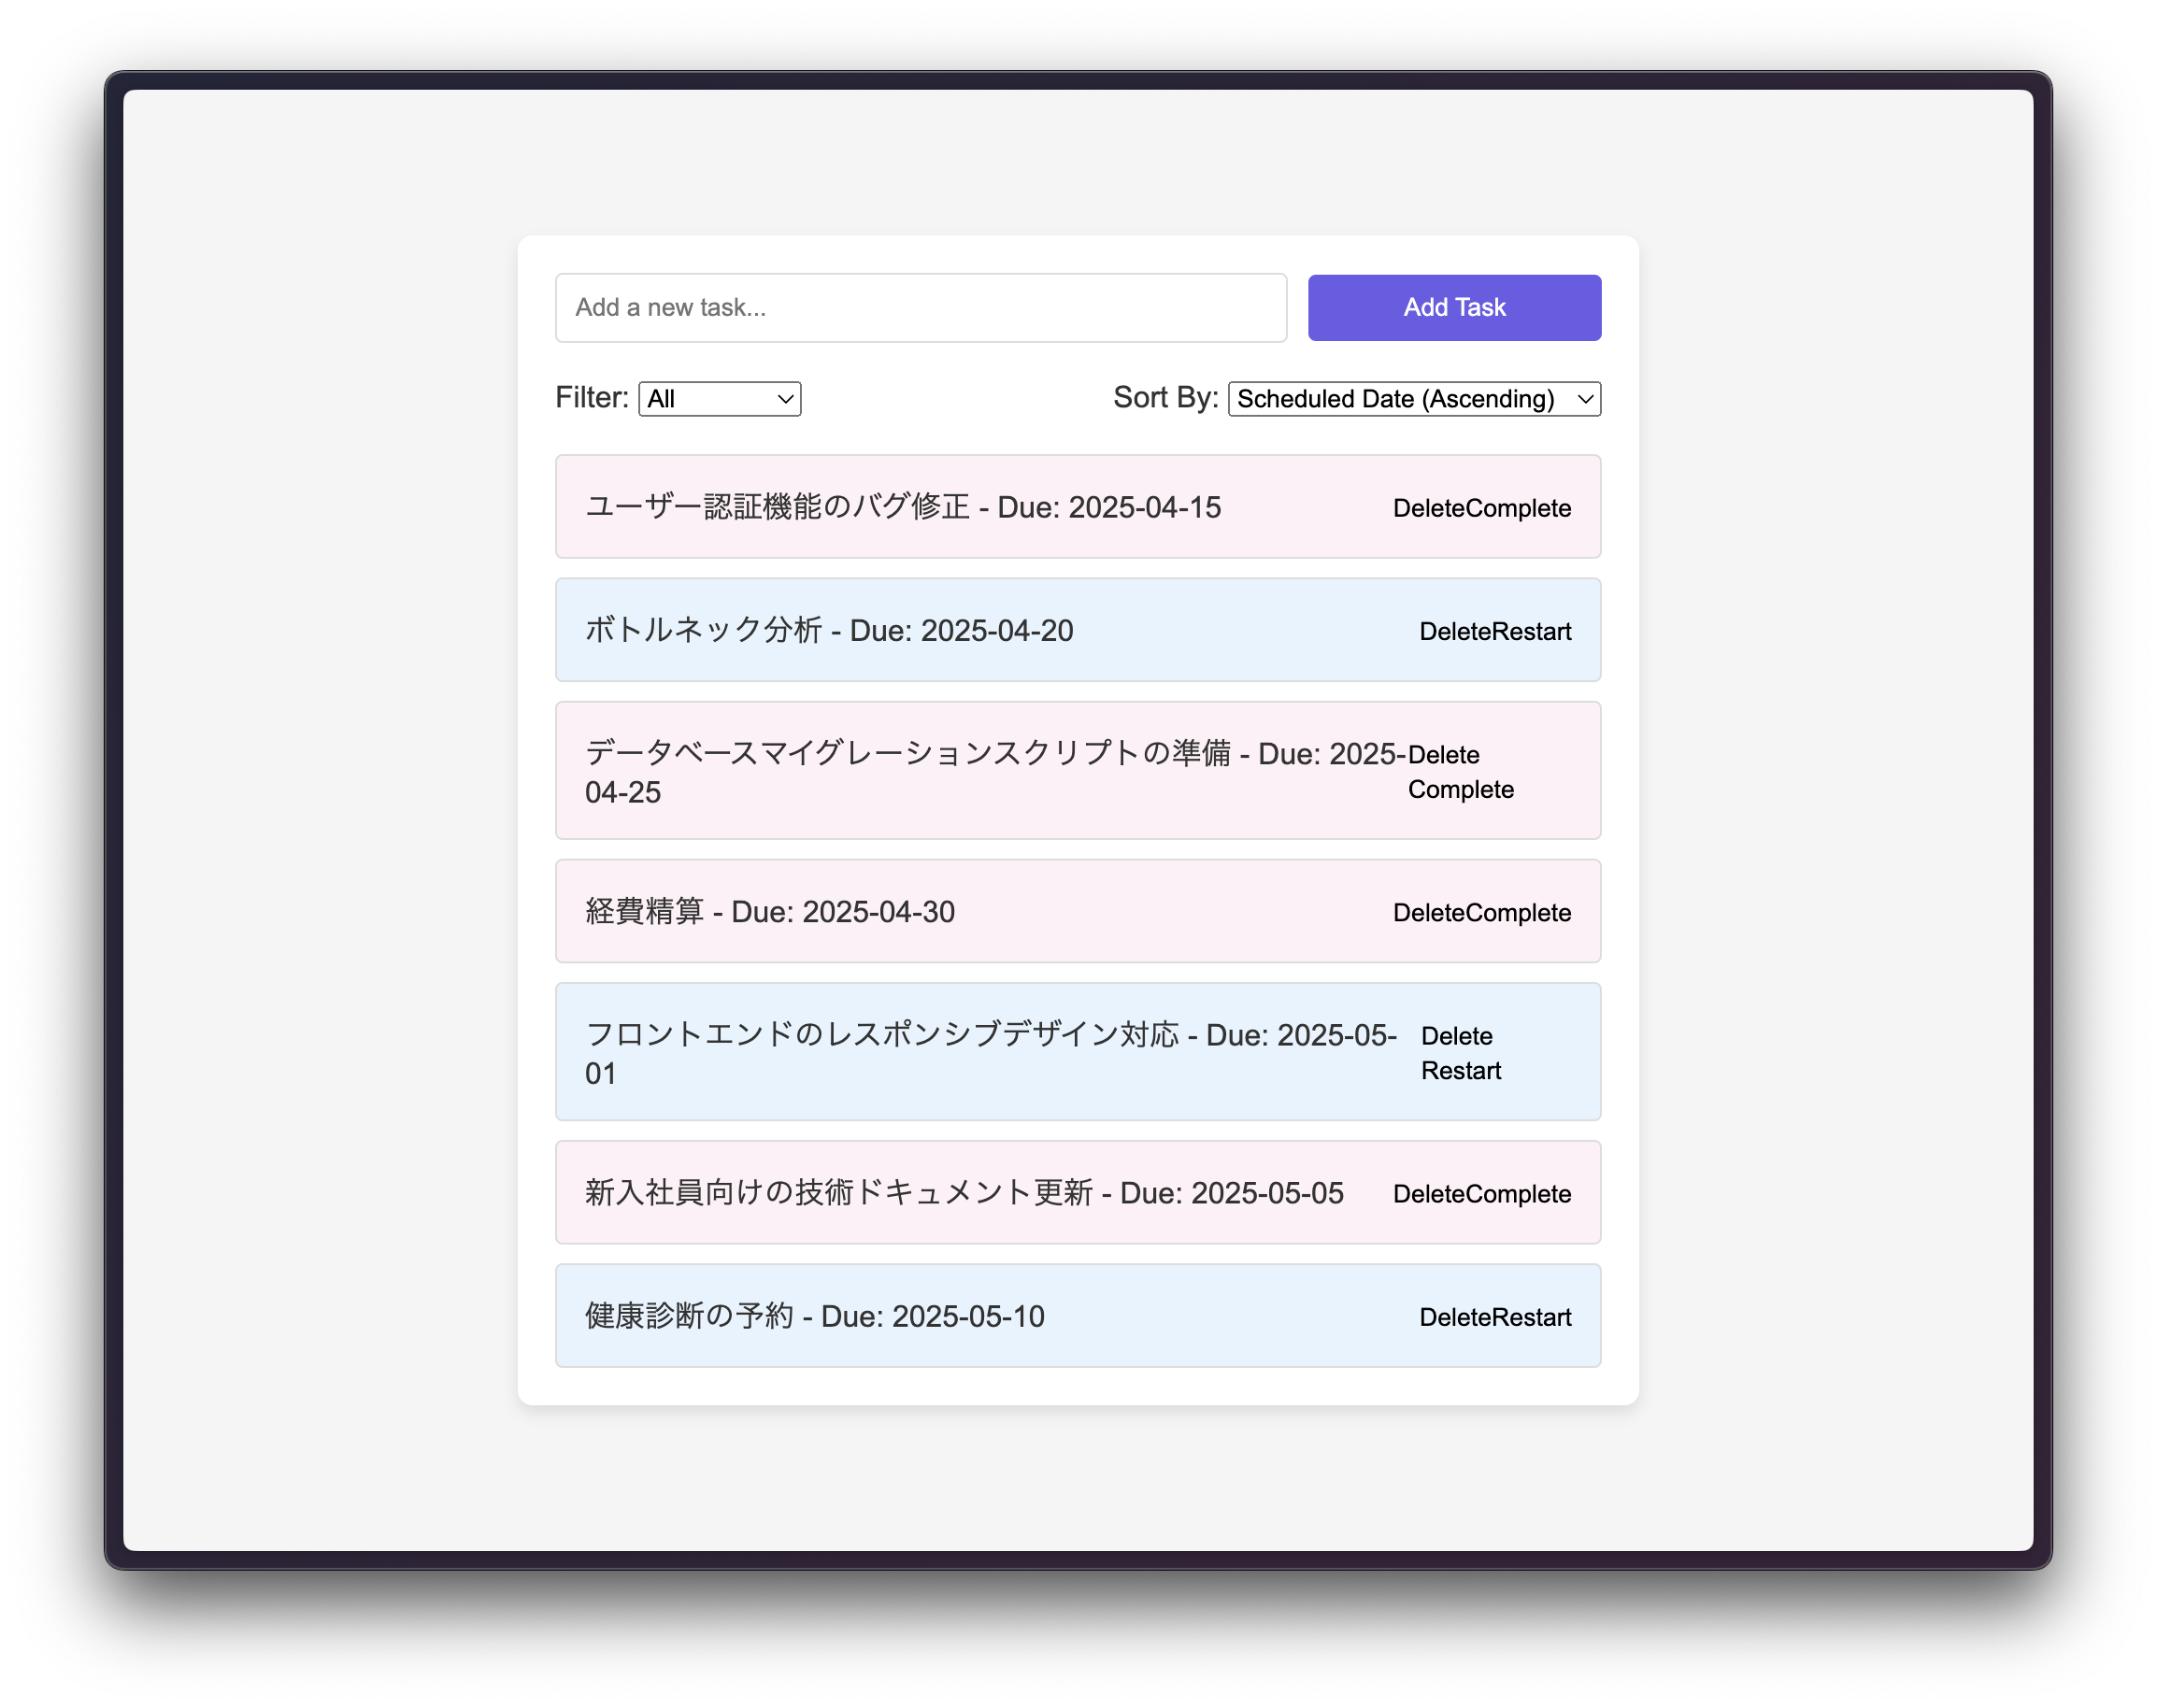 Add a new task...
Add Task
Filter: All
Sort By: Scheduled Date (Ascending)
ユーザー認証機能のバグ修正 - Due: 2025-04-15
DeleteComplete
ボトルネック分析 - Due: 2025-04-20
DeleteRestart
データベースマイグレーションスクリプトの準備 - Due: 2025-
04-25
Delete
Complete
経費精算 - Due: 2025-04-30
DeleteComplete
フロントエンドのレスポンシブデザイン対応 - Due: 2025-05-
01
Delete
Restart
新入社員向けの技術ドキュメント更新 - Due: 2025-05-05
DeleteComplete
健康診断の予約 - Due: 2025-05-10
DeleteRestart